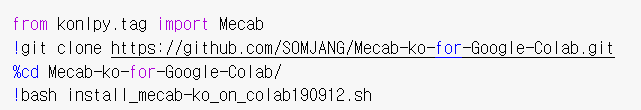 from konlpy.tag import Mecab
!git clone https://github.com/SOMJANG/Mecab-ko-for-Google-Colab.git
%cd Mecab-ko-for-Google-Colab/
!bash install_mecab-ko_on_colab190912.sh